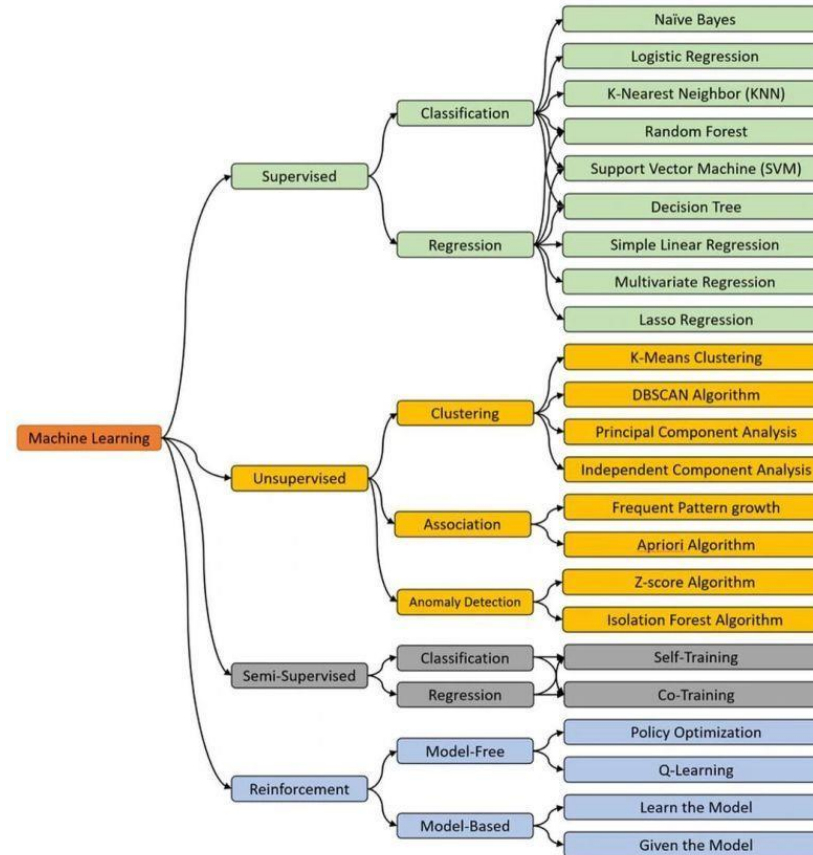 Naïve Bayes
Logistic Regression
K-Nearest Neighbor (KNN)
Classification
Random Forest
Support Vector Machine (SVM)
Supervised
Decision Tree
Regression
Simple Linear Regression
Multivariate Regression
Lasso Regression
K-Means Clustering
DBSCAN Algorithm
Clustering
Principal Component Analysis
Machine Learning
Independent Component Analysis
Unsupervised
Frequent Pattern growth
Association
Apriori Algorithm
Z-score Algorithm
Anomaly Detection
Isolation Forest Algorithm
Classification
Self-Training
Semi-Supervised
Regression
Co-Training
Policy Optimization
Model-Free
Q-Learning
Reinforcement
Learn the Model
Model-Based
Given the Model